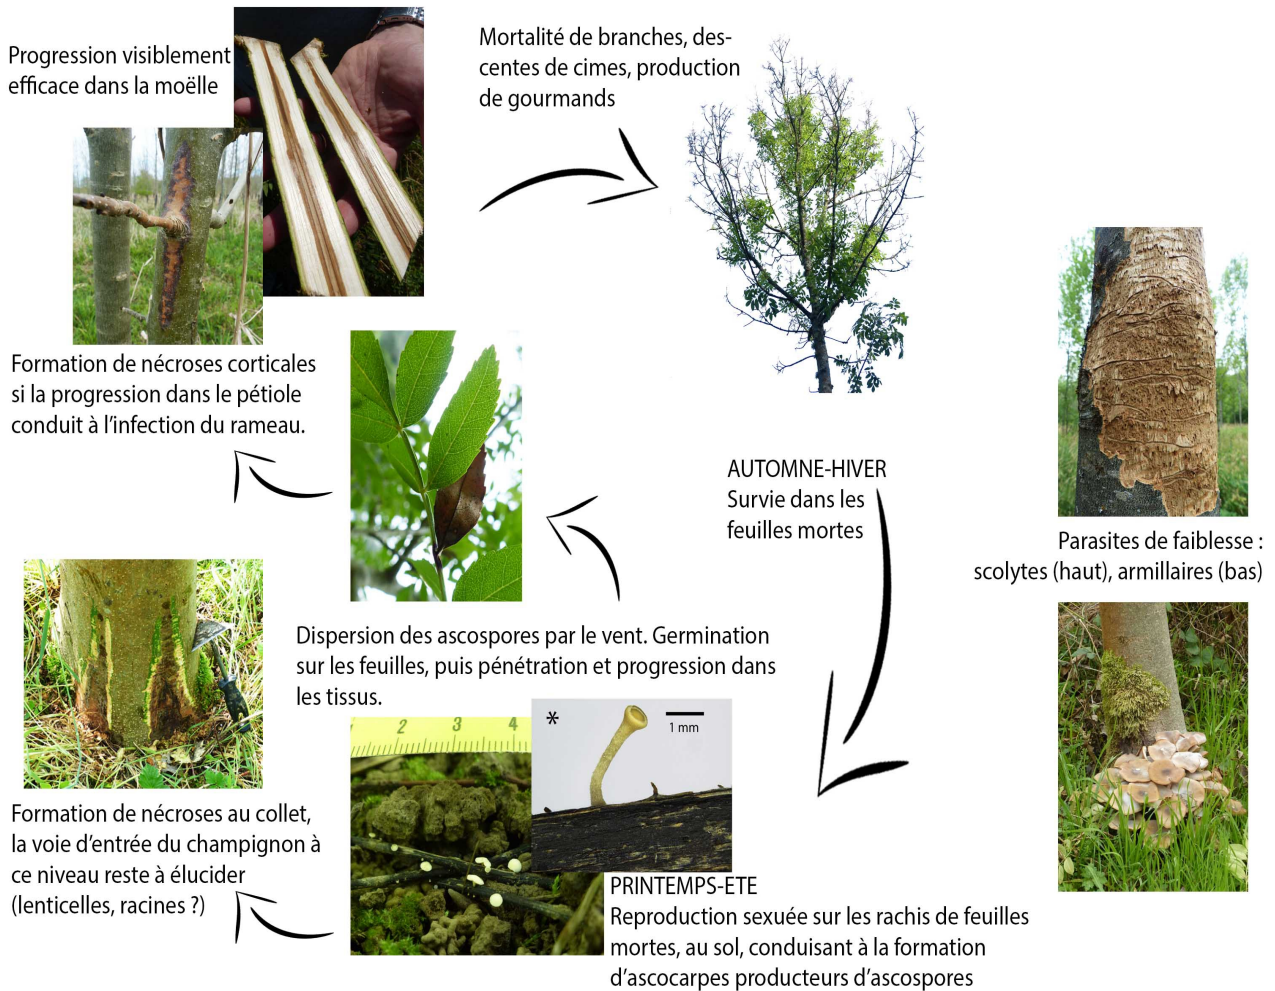 Progression visiblement
efficace dans la moëlle
Mortalité de branches, des-
centes de cimes, production
de gourmands
Formation de nécroses corticales
si la progression dans le pétiole
conduit à l'infection du rameau.
AUTOMNE-HIVER
Survie dans les
feuilles mortes
Parasites de faiblesse :
scolytes (haut), armillaires (bas)
Dispersion des ascospores par le vent. Germination
sur les feuilles, puis pénétration et progression dans
les tissus.
2 3 4
*
1 mm
Formation de nécroses au collet,
la voie d'entrée du champignon à
ce niveau reste à élucider
(lenticelles, racines ?)
PRINTEMPS-ETE
Reproduction sexuée sur les rachis de feuilles
mortes, au sol, conduisant à la formation
d'ascocarpes producteurs d'ascospores